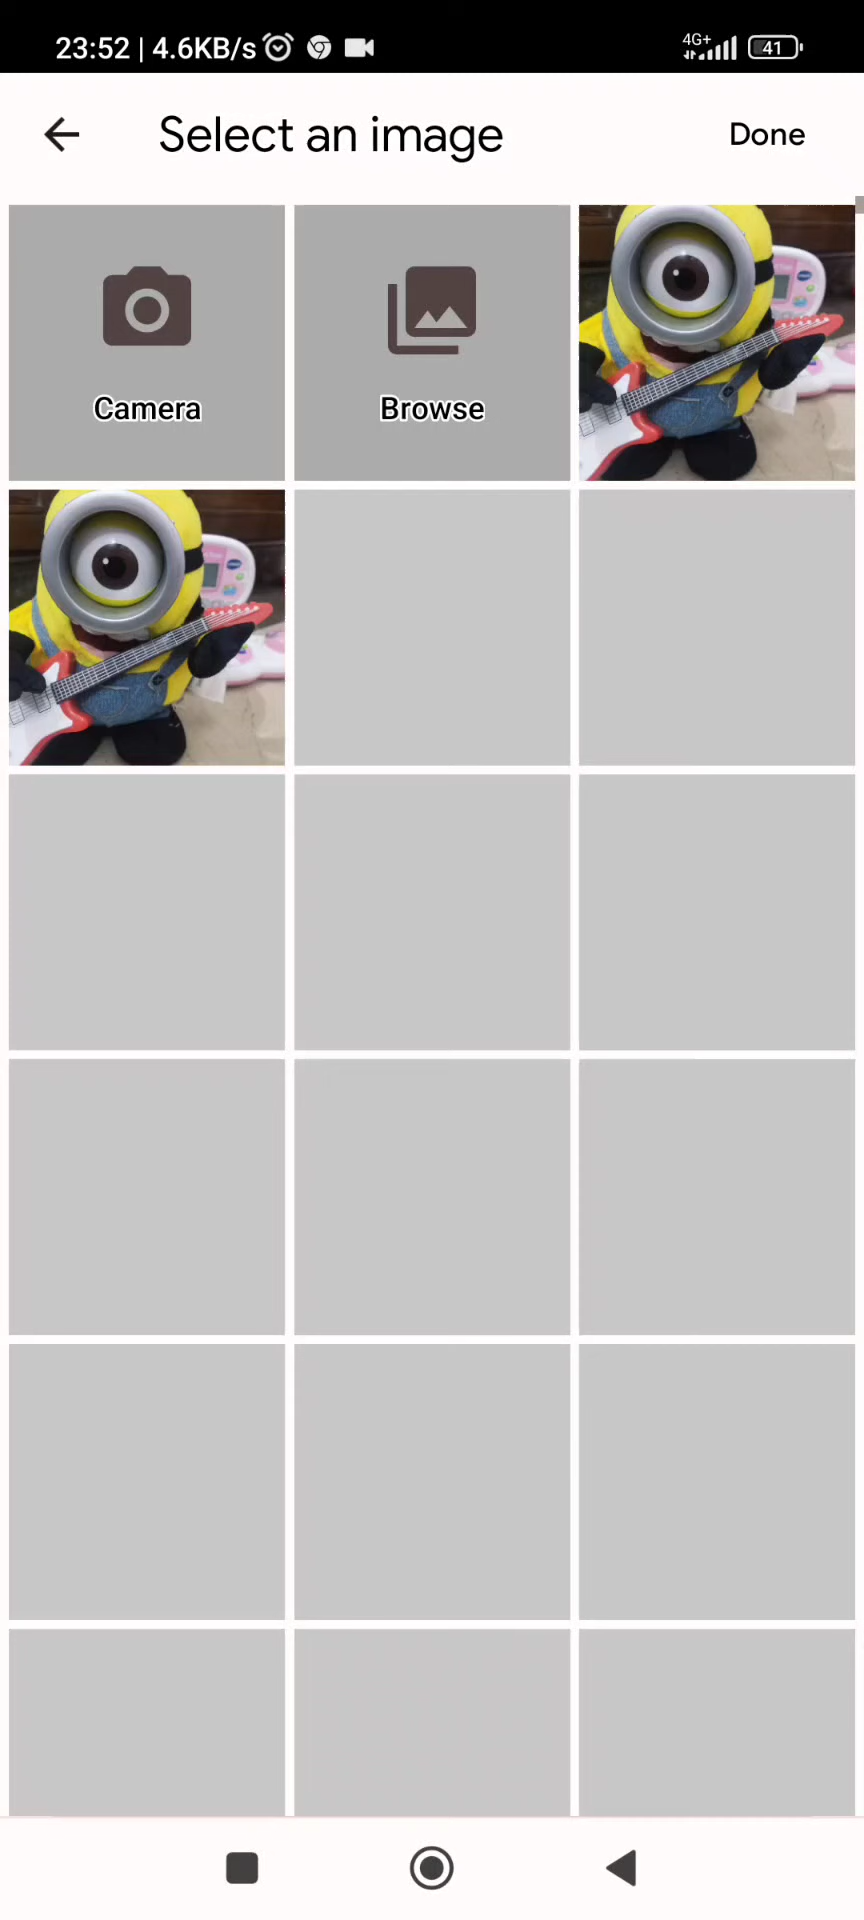 23:52 | 4.6KB/s
4G+
41
Select an image
Done
Camera
Browse